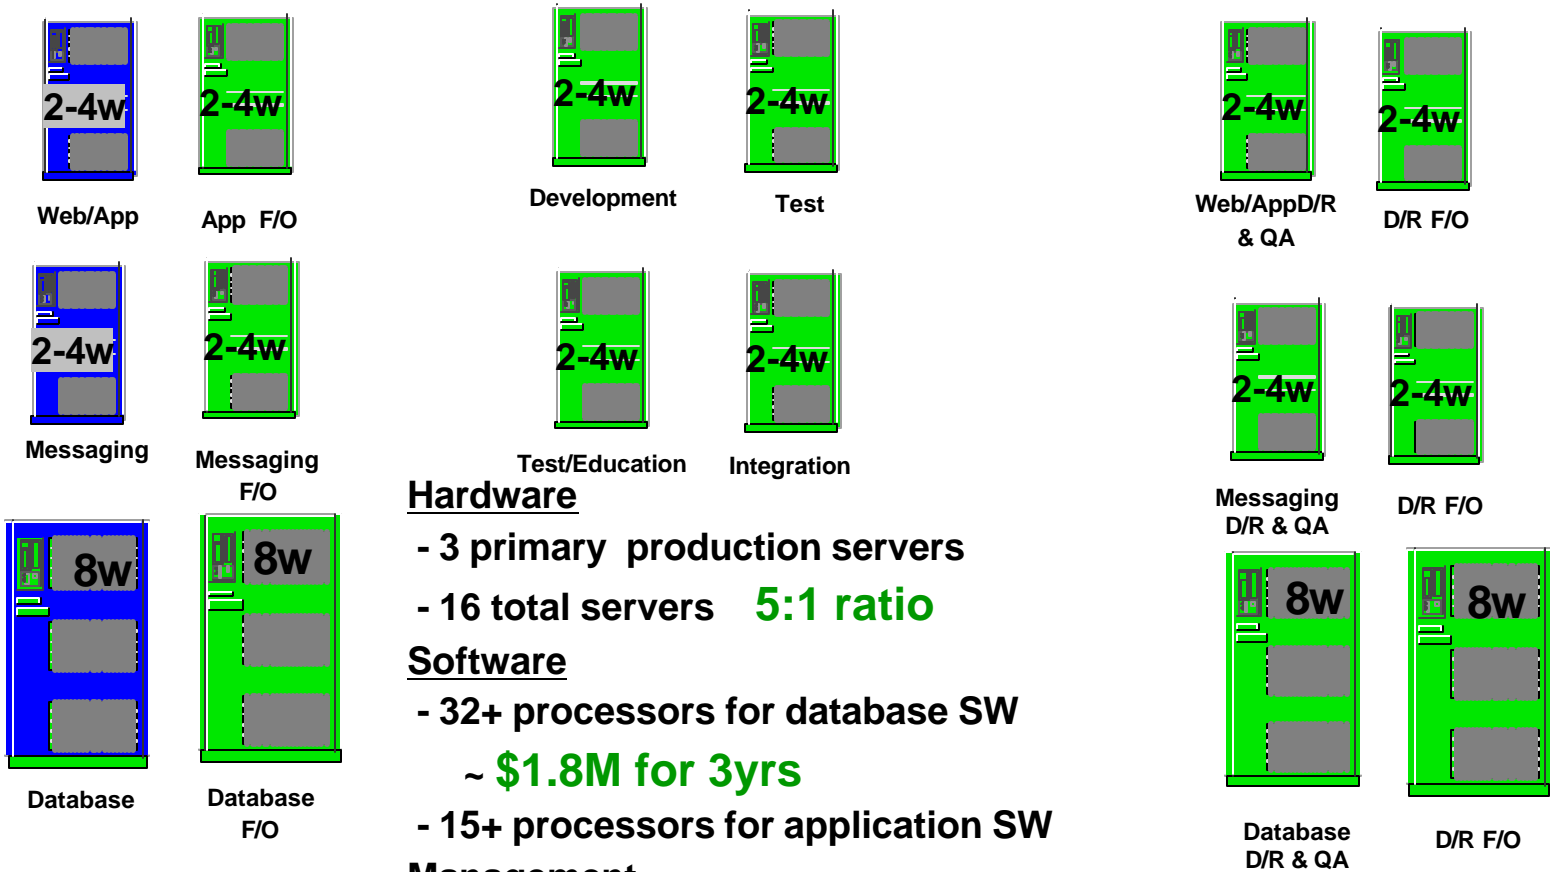 2-4w
2-4w
2-4w
2-4w
2-4w
2-4w
Web/App
App F/O
Development
Test
Web/AppD/R
& QA
D/R F/O
2-4w
2-4w
2-4w
2-4w
2-4w
2-4w
Messaging
Messaging
F/O
Test/Education
Integration
Messaging
D/R & QA
D/R F/O
8w
8w
8w
8w
Database
Database
F/O
Database
D/R & QA
D/R F/O
Hardware
- 3 primary production servers
- 16 total servers 5:1 ratio
Software
- 32+ processors for database SW
~ $1.8M for 3yrs
- 15+ processors for application SW
Management